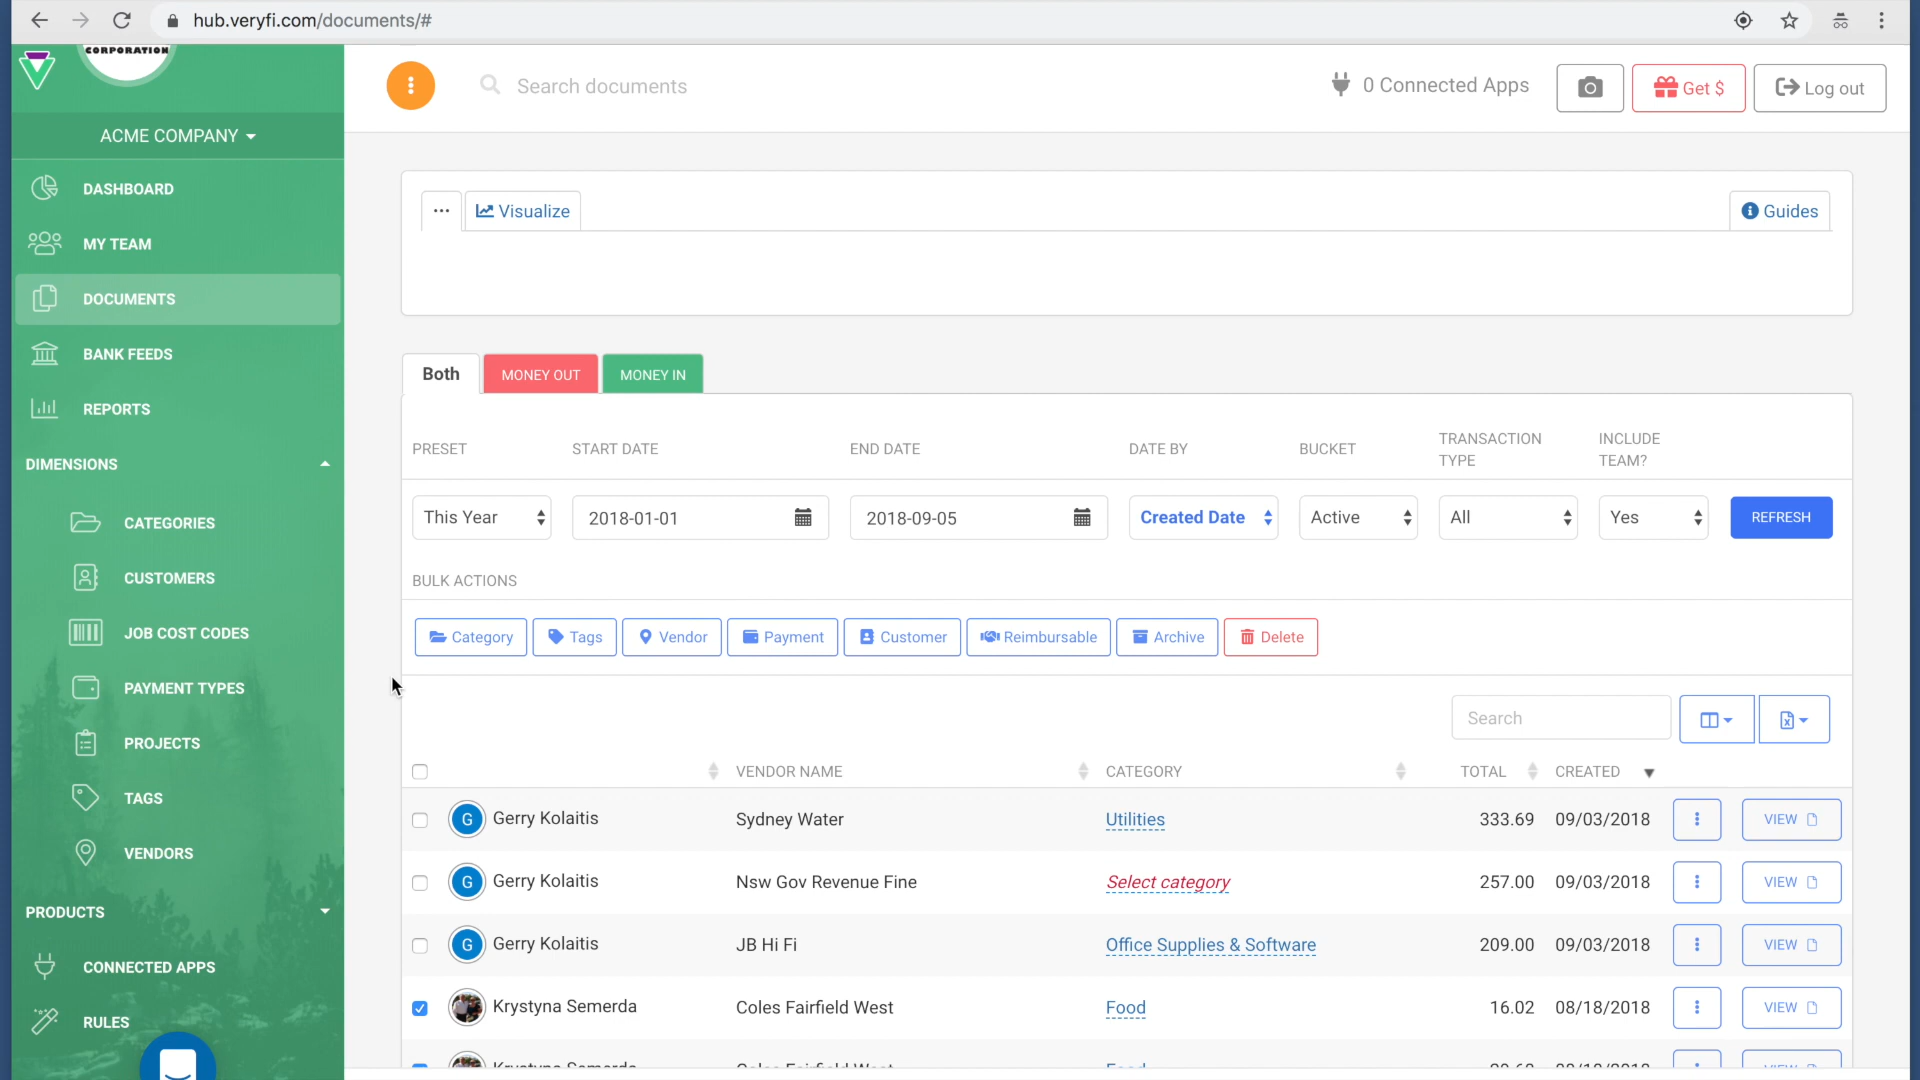 hub.veryfi.com/documents/#
CORPORATION
Search documents
0 Connected Apps
Get $
Log out
ACME COMPANY
DASHBOARD
MY TEAM
DOCUMENTS
BANK FEEDS
REPORTS
DIMENSIONS
CATEGORIES
CUSTOMERS
JOB COST CODES
PAYMENT TYPES
PROJECTS
TAGS
VENDORS
PRODUCTS
CONNECTED APPS
RULES
... Visualize
Guides
Both MONEY OUT MONEY IN
PRESET START DATE END DATE DATE BY BUCKET TRANSACTION TYPE INCLUDE TEAM?
This Year 2018-01-01 2018-09-05 Created Date Active All Yes REFRESH
BULK ACTIONS
Category Tags Vendor Payment Customer Reimbursable Archive Delete
Search
VENDOR NAME CATEGORY TOTAL CREATED
G Gerry Kolaitis Sydney Water Utilities 333.69 09/03/2018 VIEW
G Gerry Kolaitis Nsw Gov Revenue Fine Select category 257.00 09/03/2018 VIEW
G Gerry Kolaitis JB Hi Fi Office Supplies & Software 209.00 09/03/2018 VIEW
Krystyna Semerda Coles Fairfield West Food 16.02 08/18/2018 VIEW
Krystyna Semerda Coles Fairfield West Food